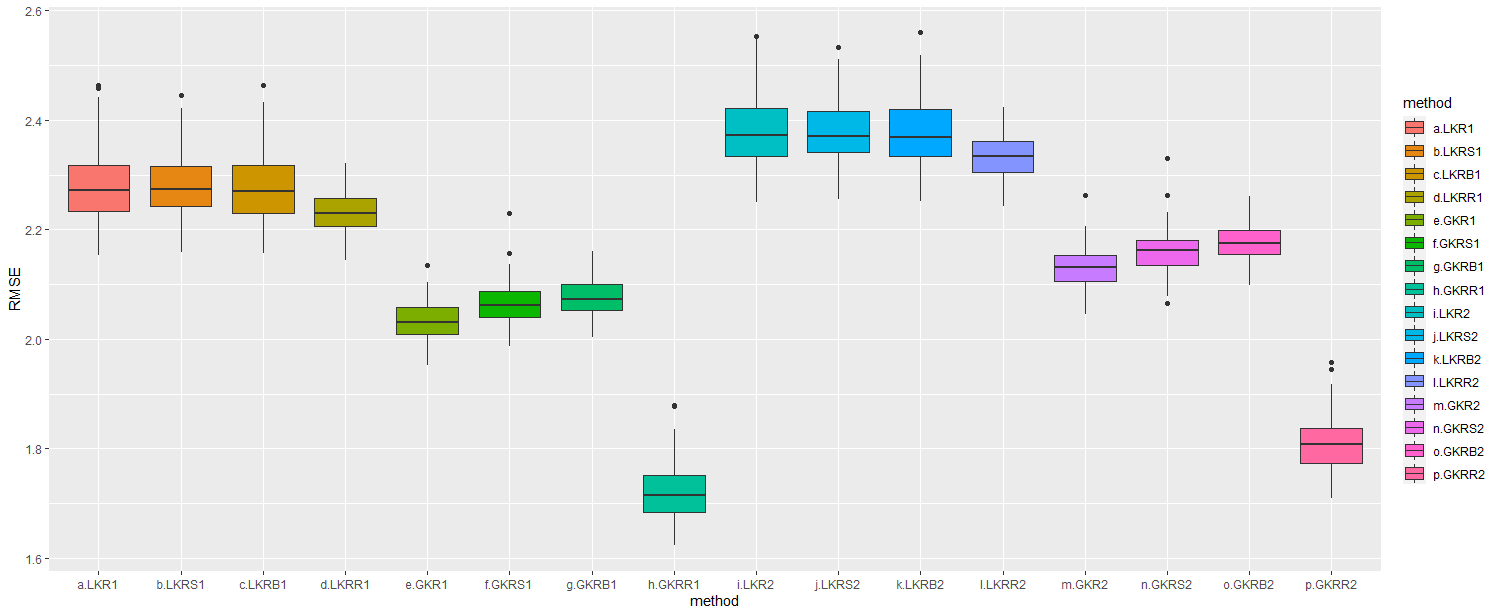 RMSE
2.6
2.4
2.2
2.0
1.8
1.6
a.LKR1 b.LKRS1 c.LKRB1 d.LKRR1 e.GKR1 f.GKRS1 g.GKRB1 h.GKRR1 i.LKR2 j.LKRS2 k.LKRB2 l.LKRR2 m.GKR2 n.GKRS2 o.GKRB2 p.GKRR2
method
method
a.LKR1
b.LKRS1
c.LKRB1
d.LKRR1
e.GKR1
f.GKRS1
g.GKRB1
h.GKRR1
i.LKR2
j.LKRS2
k.LKRB2
l.LKRR2
m.GKR2
n.GKRS2
o.GKRB2
p.GKRR2